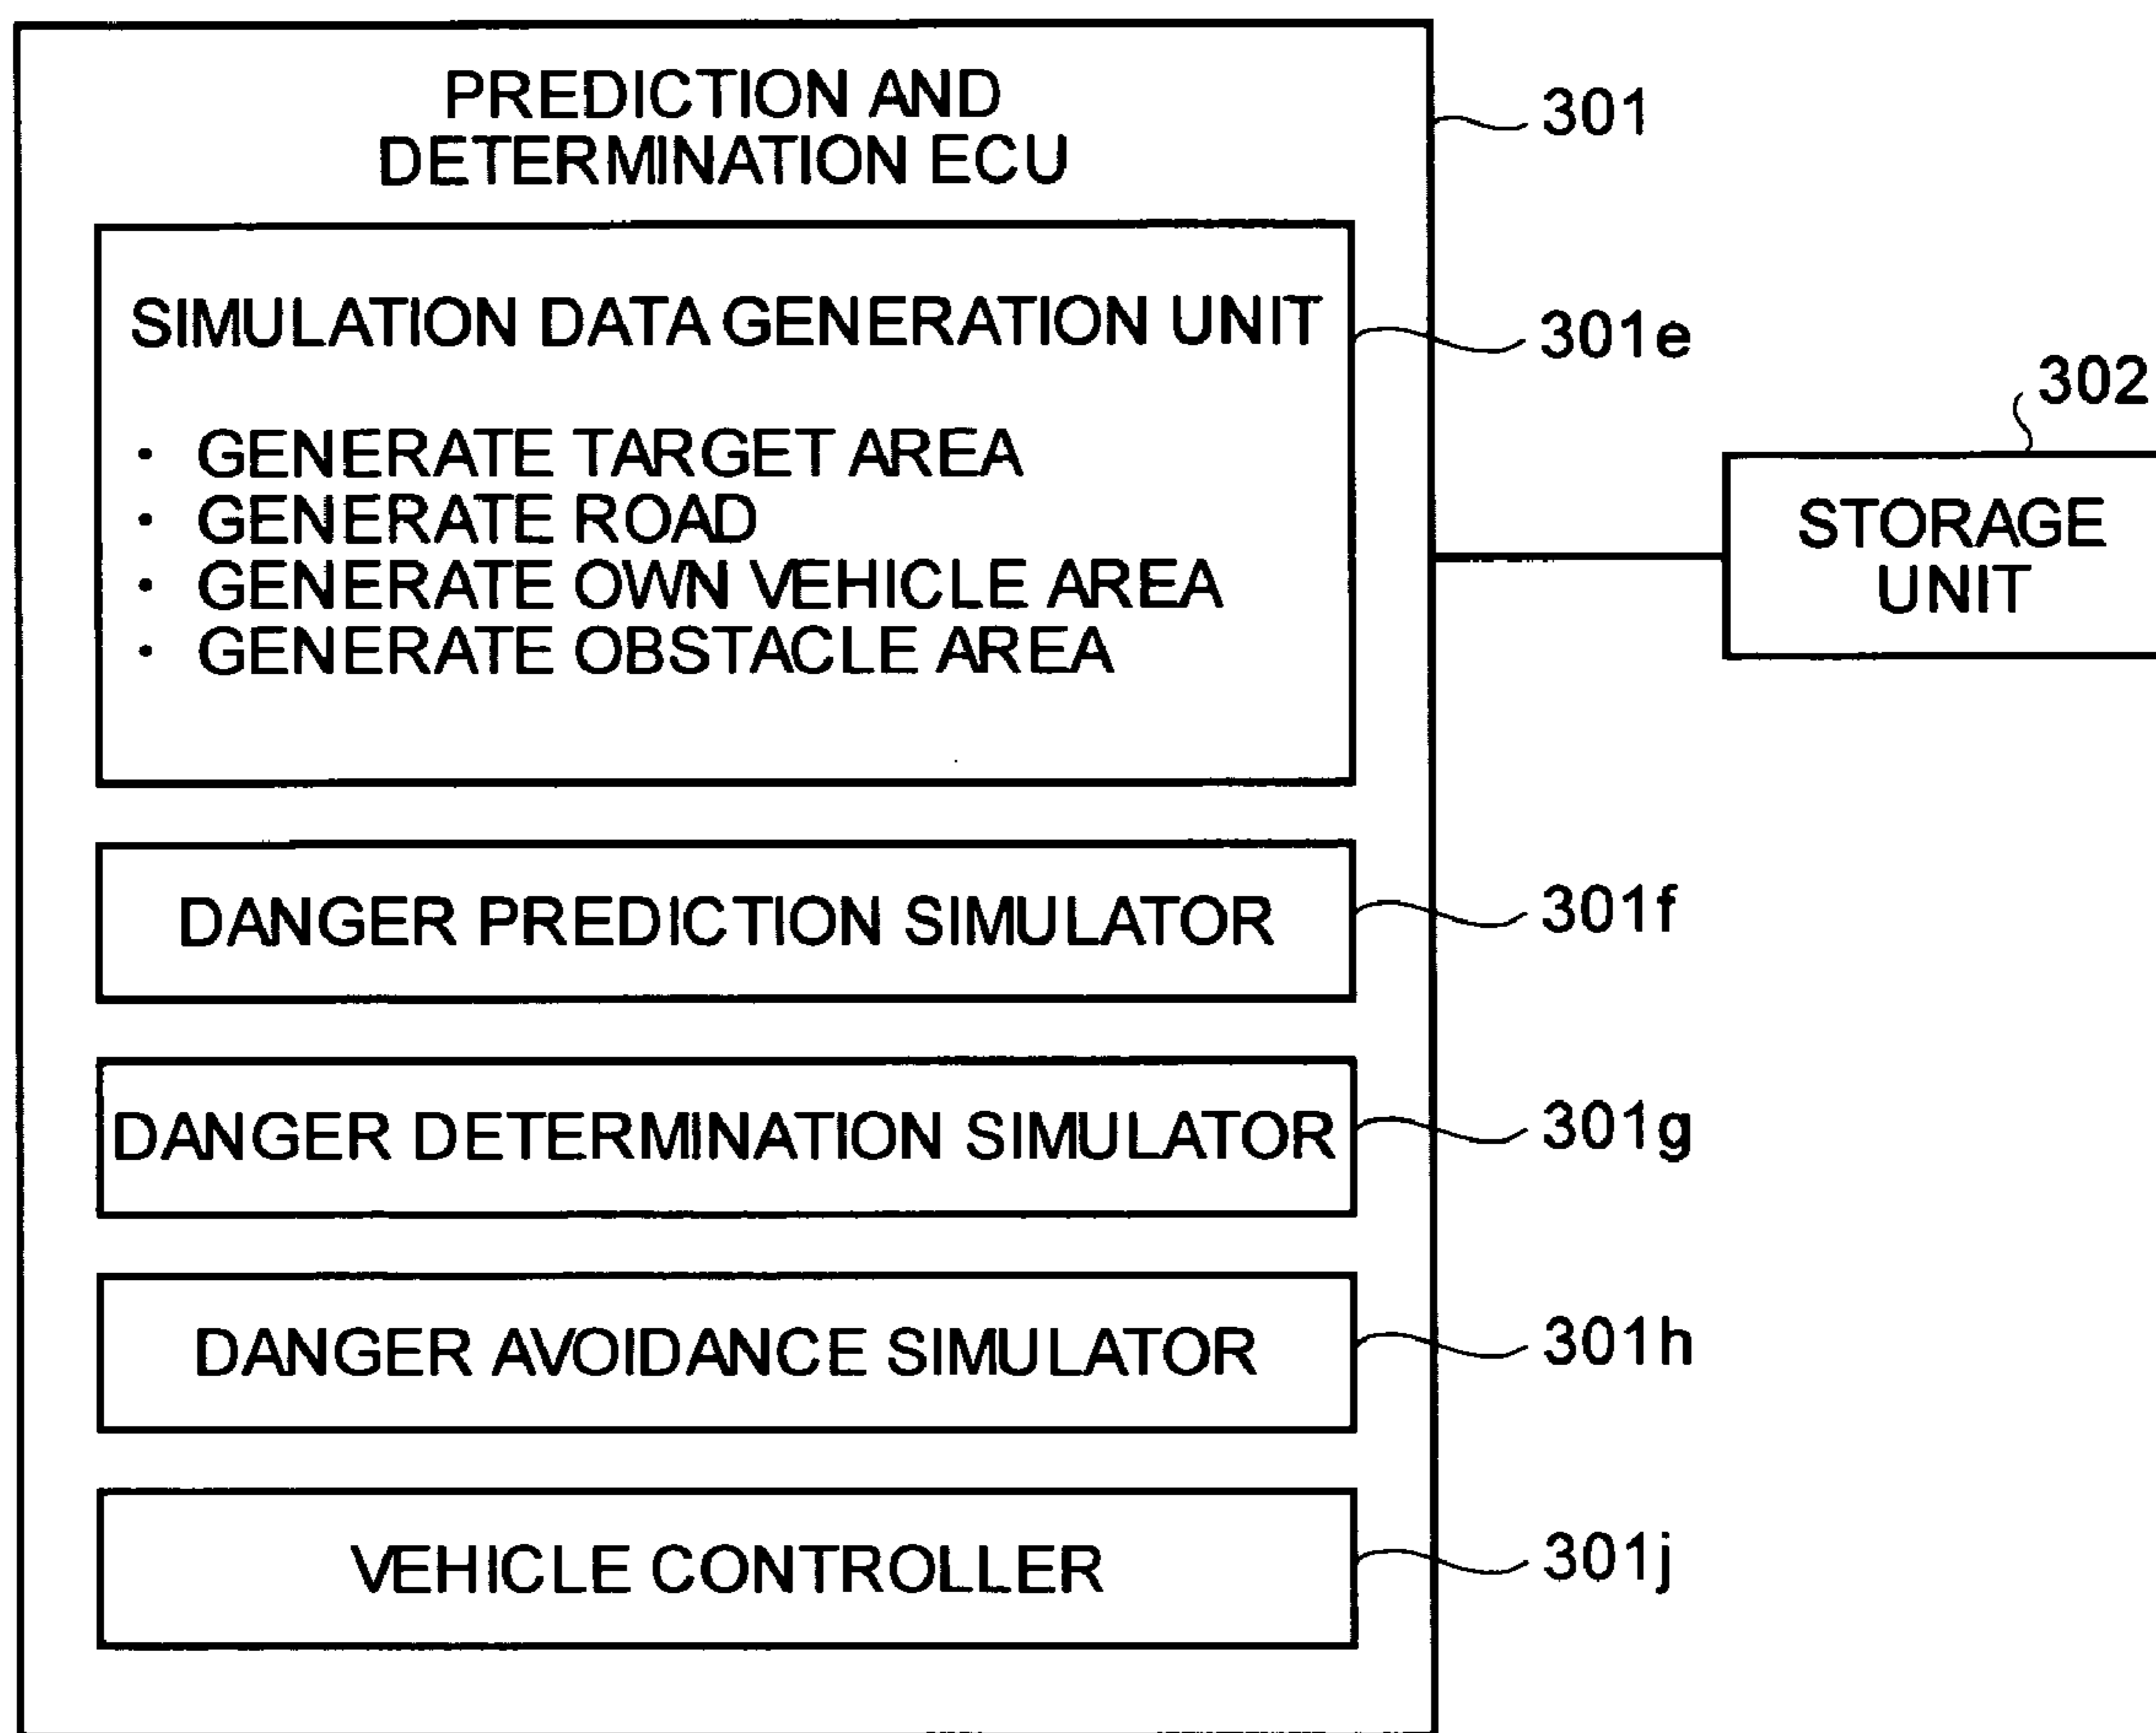 PREDICTION AND
DETERMINATION ECU
301
SIMULATION DATA GENERATION UNIT
301e
· GENERATE TARGET AREA
· GENERATE ROAD
· GENERATE OWN VEHICLE AREA
· GENERATE OBSTACLE AREA
302
STORAGE
UNIT
DANGER PREDICTION SIMULATOR
301f
DANGER DETERMINATION SIMULATOR
301g
DANGER AVOIDANCE SIMULATOR
301h
VEHICLE CONTROLLER
301j